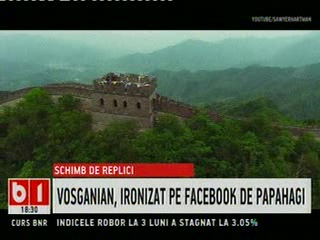 YOUTUBE/SAWYERHARTMAN
SCHIMB DE REPLICI
B1
VOSGANIAN, IRONIZAT PE FACEBOOK DE PAPAHAGI
18:30
CURS BNR
INDICELE ROBOR LA 3 LUNI A STAGNAT LA 3.05%